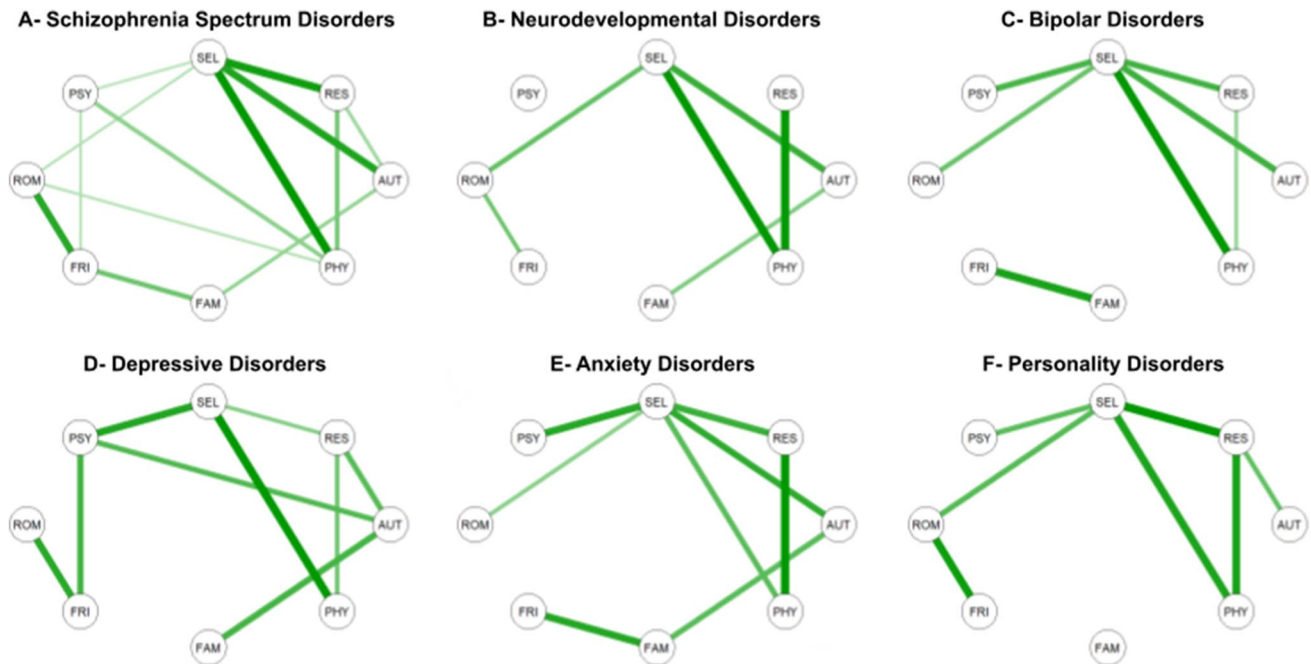 A- Schizophrenia Spectrum Disorders
SEL
PSY
RES
ROM
AUT
FRI
PHY
FAM
B- Neurodevelopmental Disorders
SEL
PSY
RES
ROM
AUT
FRI
PHY
FAM
C- Bipolar Disorders
SEL
PSY
RES
ROM
AUT
FRI
PHY
FAM
D- Depressive Disorders
SEL
PSY
RES
ROM
AUT
FRI
PHY
FAM
E- Anxiety Disorders
SEL
PSY
RES
ROM
AUT
FRI
PHY
FAM
F- Personality Disorders
SEL
PSY
RES
ROM
AUT
FRI
PHY
FAM